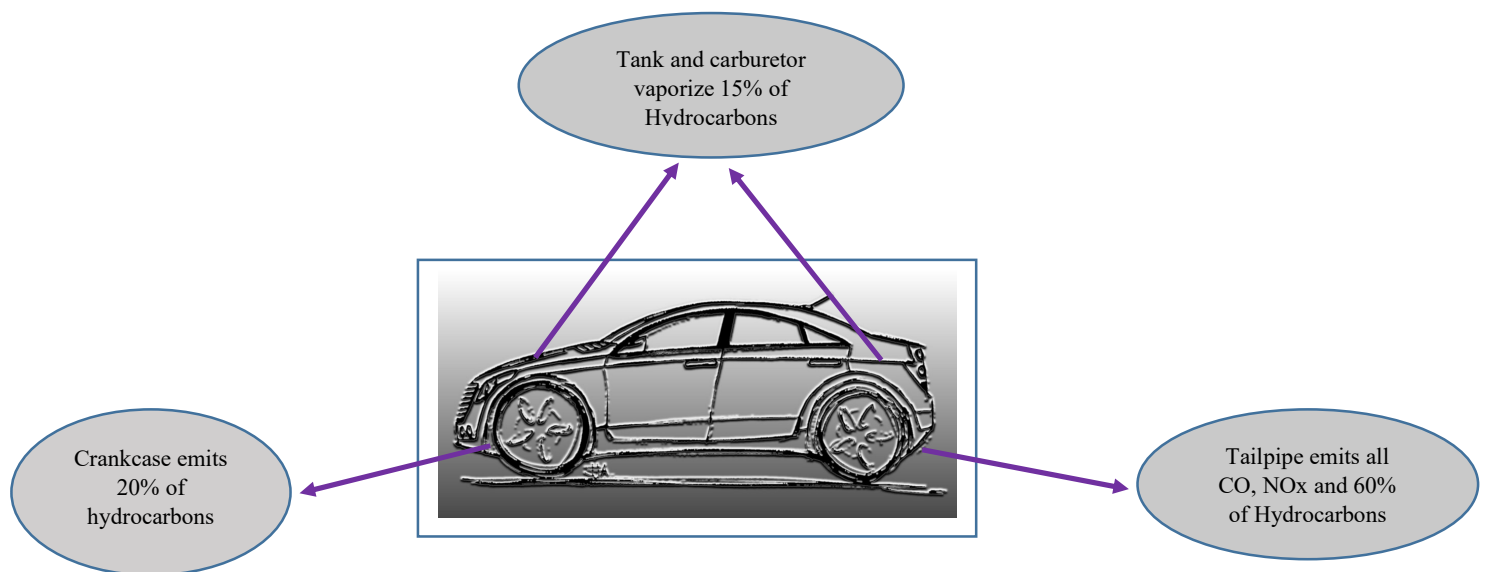 Tank and carburetor
vaporize 15% of
Hydrocarbons
Crankcase emits
20% of
hydrocarbons
Tailpipe emits all
CO, NOx and 60%
of Hydrocarbons